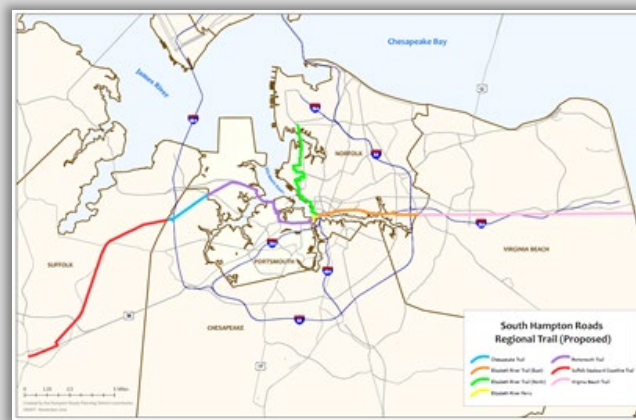 Chesapeake Bay
James River
NORFOLK
SUFFOLK
PORTSMOUTH
VIRGINIA BEACH
CHESAPEAKE
South Hampton Roads
Regional Trail (Proposed)
Chesapeake Trail
Portsmouth Trail
Elizabeth River Trail (East)
Suffolk Seaboard Coastline Trail
Elizabeth River Trail (North)
Virginia Beach Trail
Elizabeth River Ferry